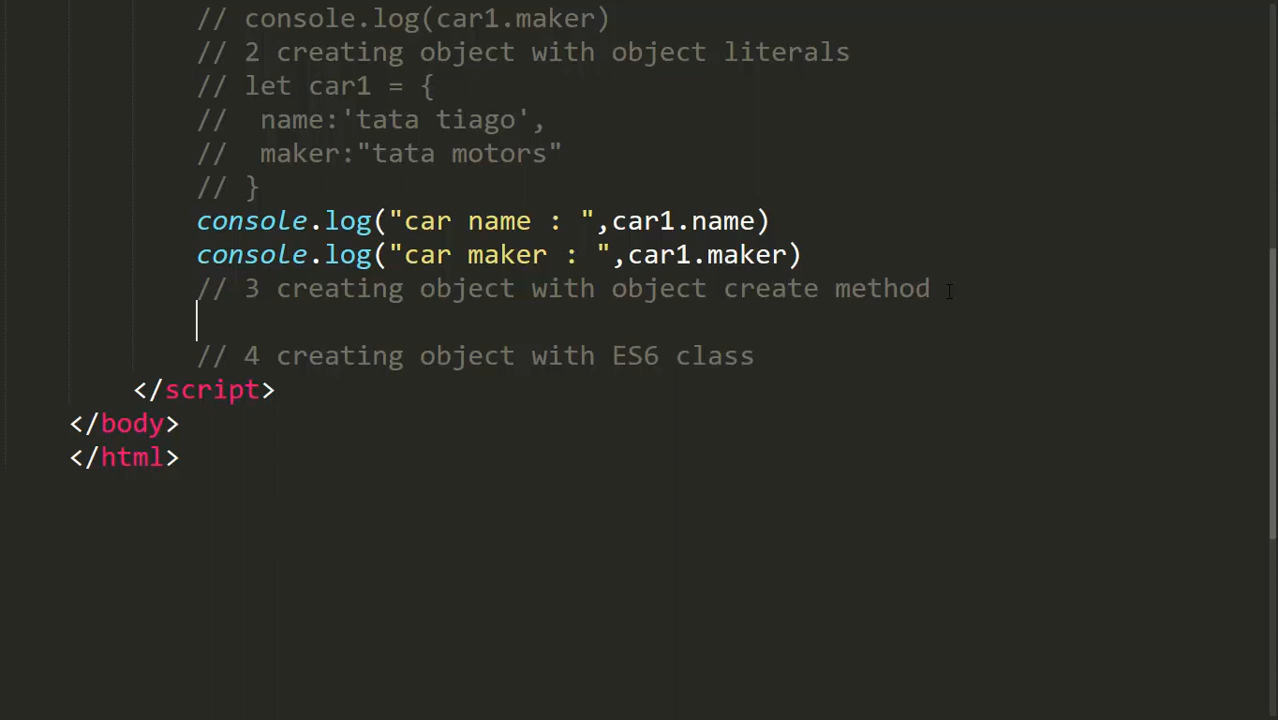 // console.log(car1.maker)
// 2 creating object with object literals
// let car1 = {
//  name:'tata tiago',
//  maker:"tata motors"
// }
console.log("car name : ",car1.name)
console.log("car maker : ",car1.maker)
// 3 creating object with object create method
// 4 creating object with ES6 class
</script>
</body>
</html>